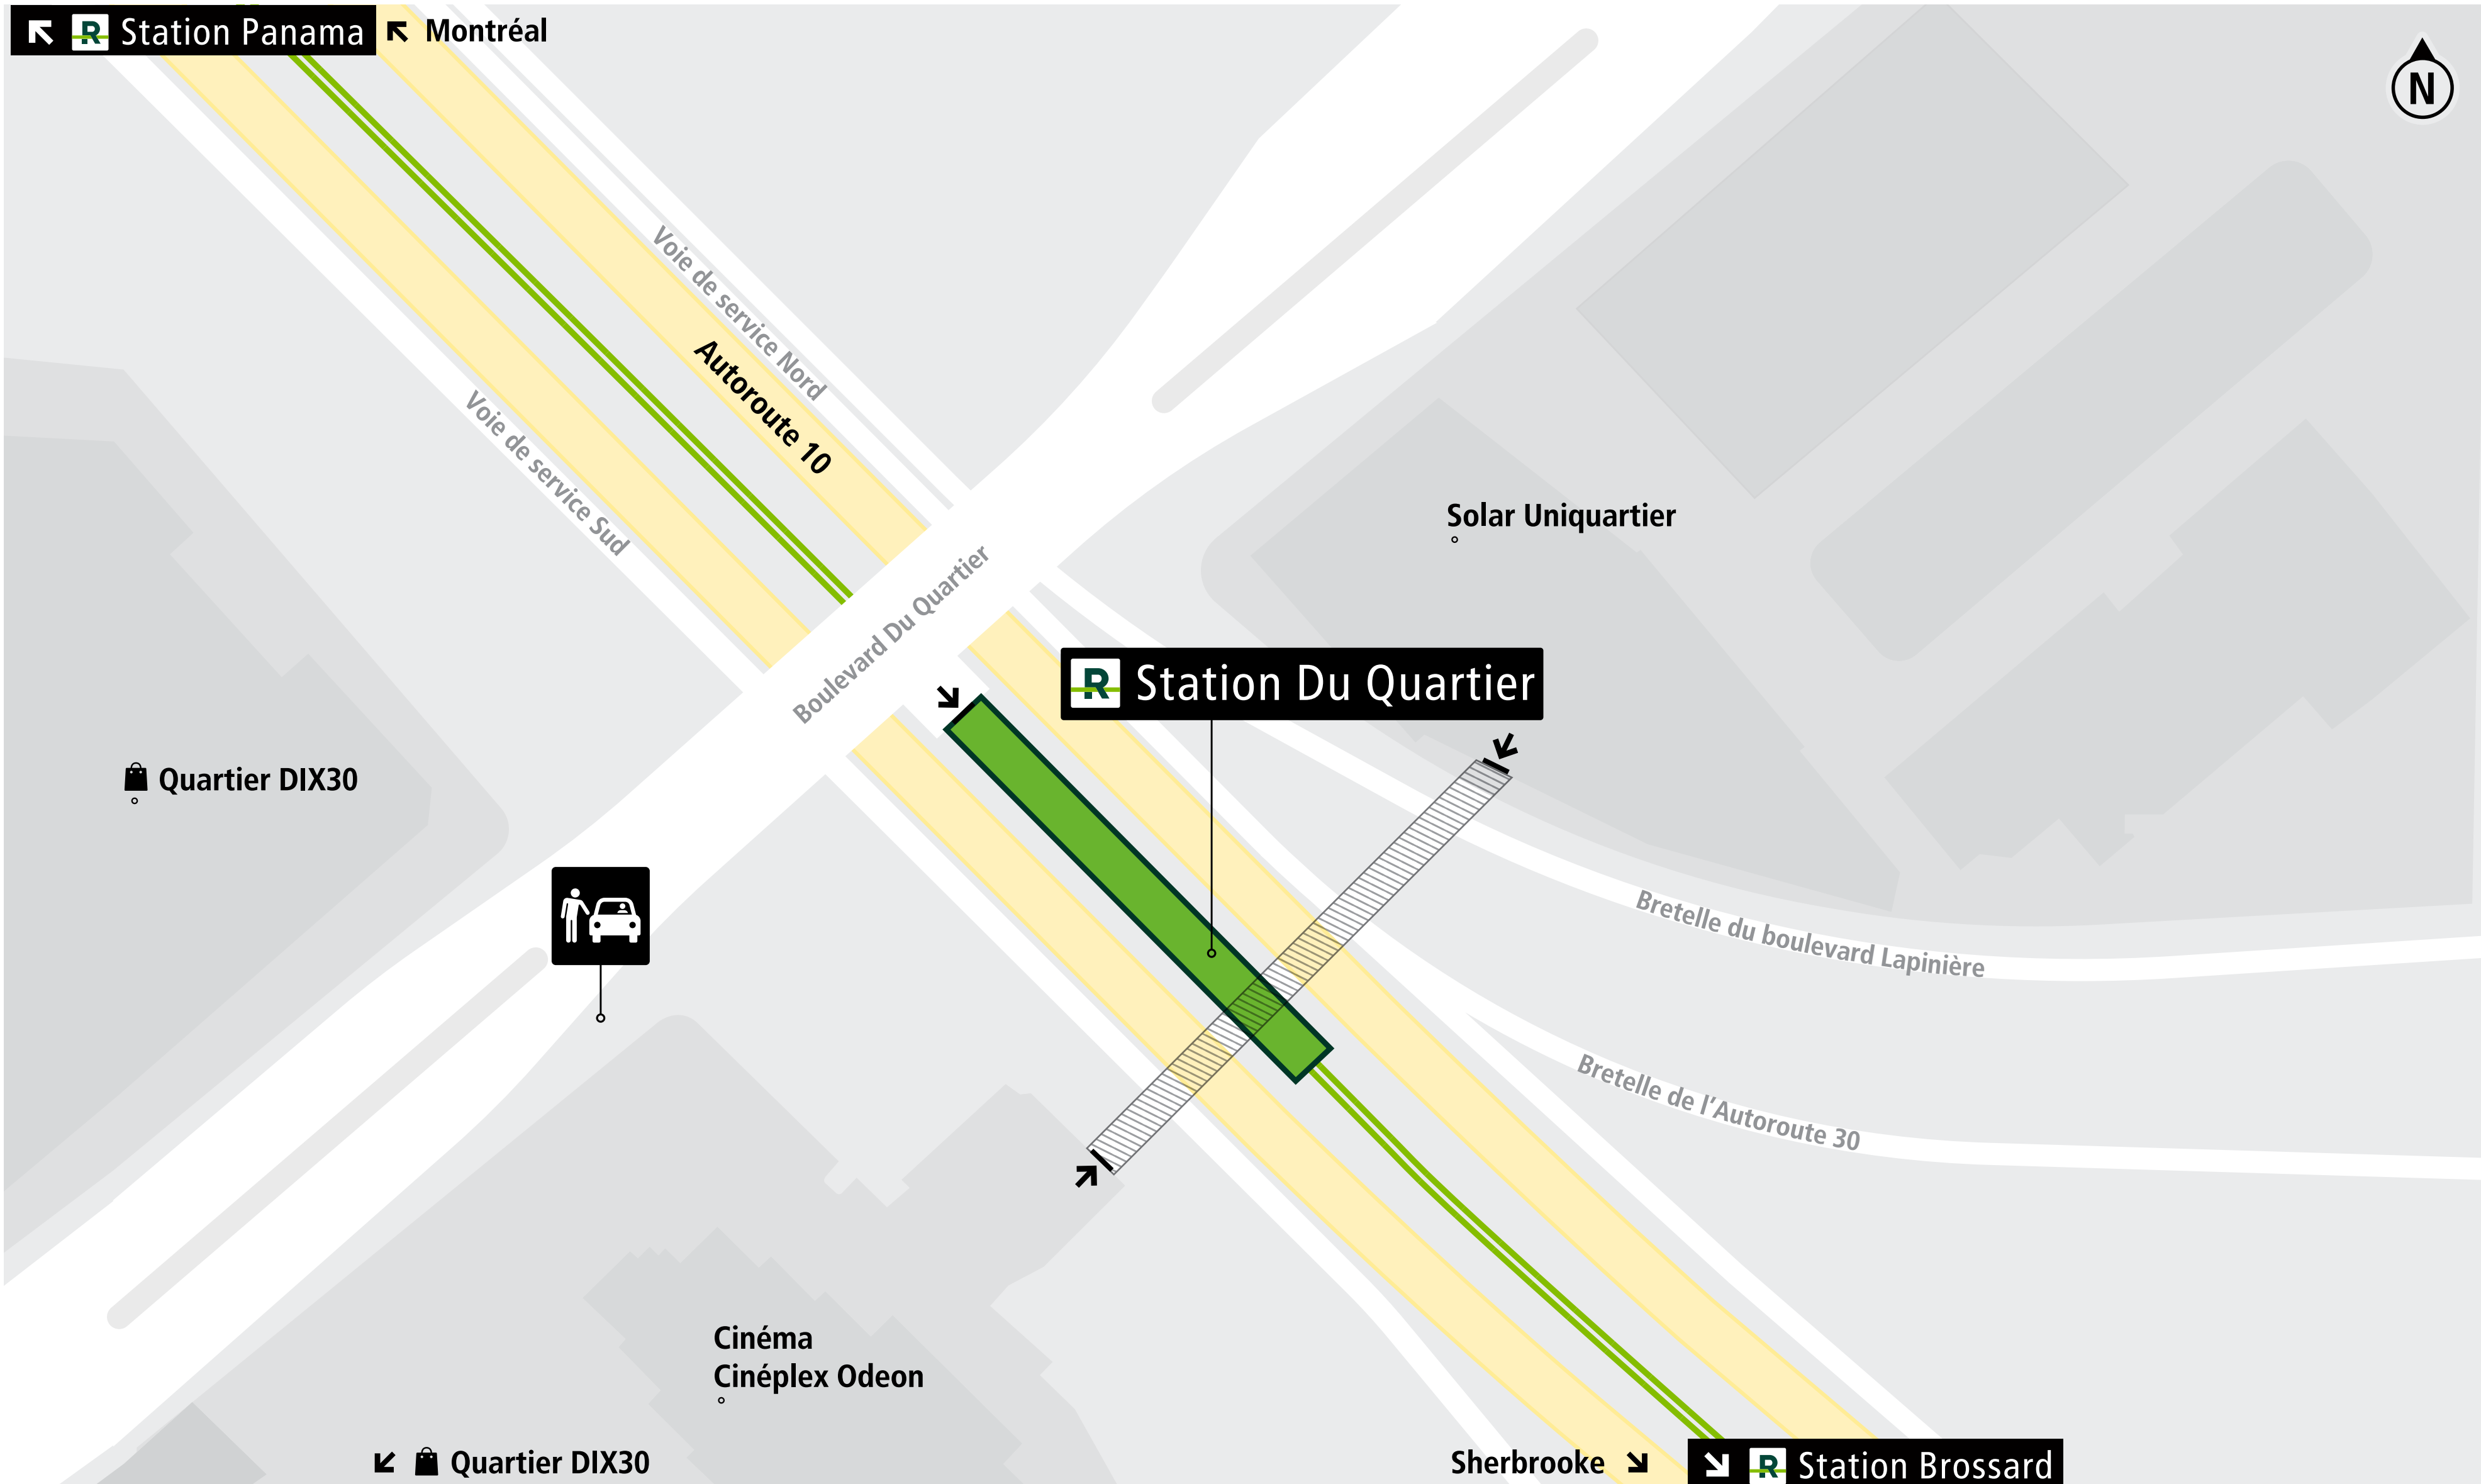 R Station Panama
Montréal
N
Voie de service Nord
Autoroute 10
Voie de service Sud
Solar Uniquartier
Boulevard Du Quartier
R Station Du Quartier
Quartier DIX30
Bretelle du boulevard Lapinière
Bretelle de l'Autoroute 30
Cinéma
Cinéplex Odeon
Quartier DIX30
Sherbrooke
R Station Brossard